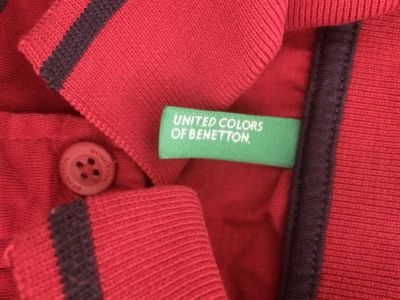 UNITED COLORS
OF BENETTON.